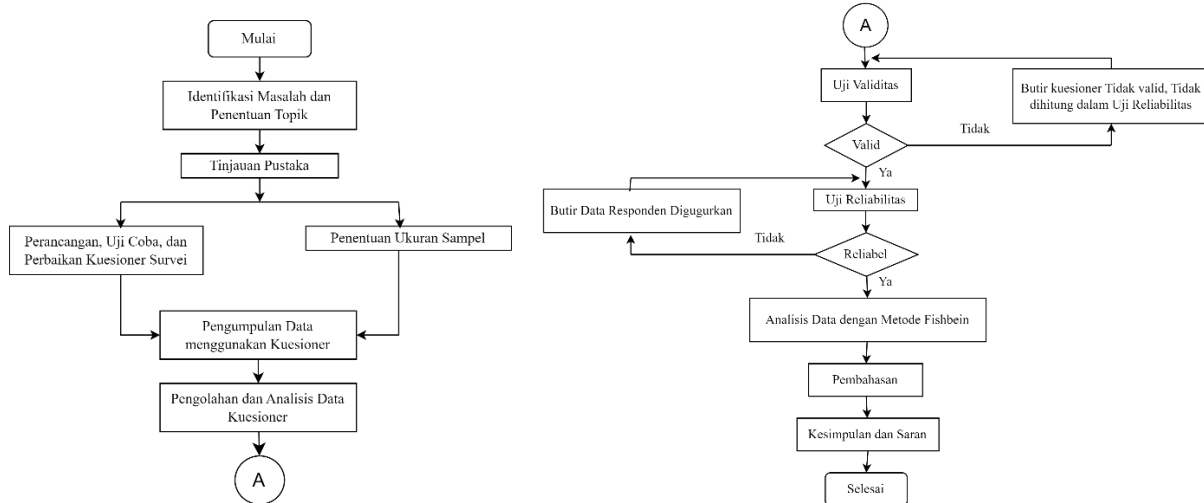 Mulai
Identifikasi Masalah dan
Penentuan Topik
Tinjauan Pustaka
Perancangan, Uji Coba, dan
Perbaikan Kuesioner Survei
Penentuan Ukuran Sampel
Pengumpulan Data
menggunakan Kuesioner
Pengolahan dan Analisis Data
Kuesioner
A
A
Uji Validitas
Butir kuesioner Tidak valid, Tidak
dihitung dalam Uji Reliabilitas
Valid
Tidak
Ya
Butir Data Responden Digugurkan
Uji Reliabilitas
Tidak
Reliabel
Ya
Analisis Data dengan Metode Fishbein
Pembahasan
Kesimpulan dan Saran
Selesai